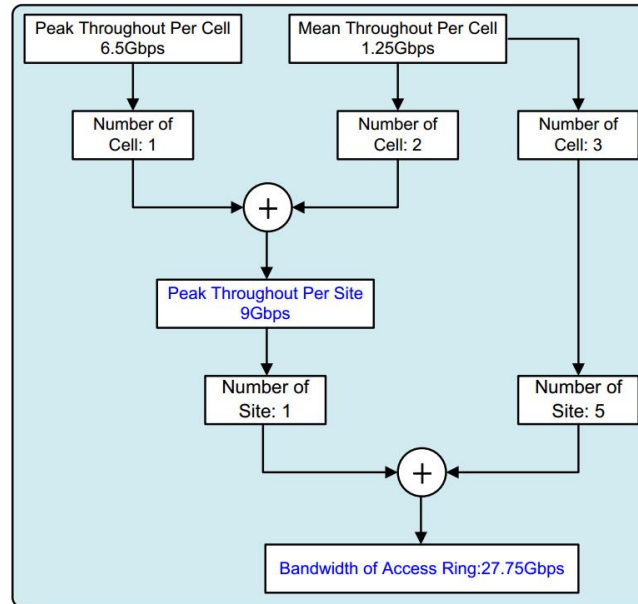 Peak Throughout Per Cell
6.5Gbps
Mean Throughout Per Cell
1.25Gbps
Number of
Cell: 1
Number of
Cell: 2
Number of
Cell: 3
+
Peak Throughout Per Site
9Gbps
Number of
Site: 1
Number of
Site: 5
+
Bandwidth of Access Ring:27.75Gbps